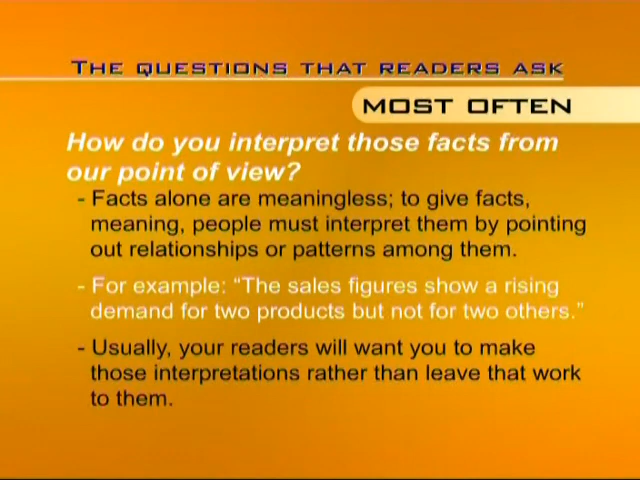 THE QUESTIONS THAT READERS ASK
MOST OFTEN
How do you interpret those facts from
our point of view?
- Facts alone are meaningless; to give facts,
meaning, people must interpret them by pointing
out relationships or patterns among them.
- For example: “The sales figures show a rising
demand for two products but not for two others.”
- Usually, your readers will want you to make
those interpretations rather than leave that work
to them.